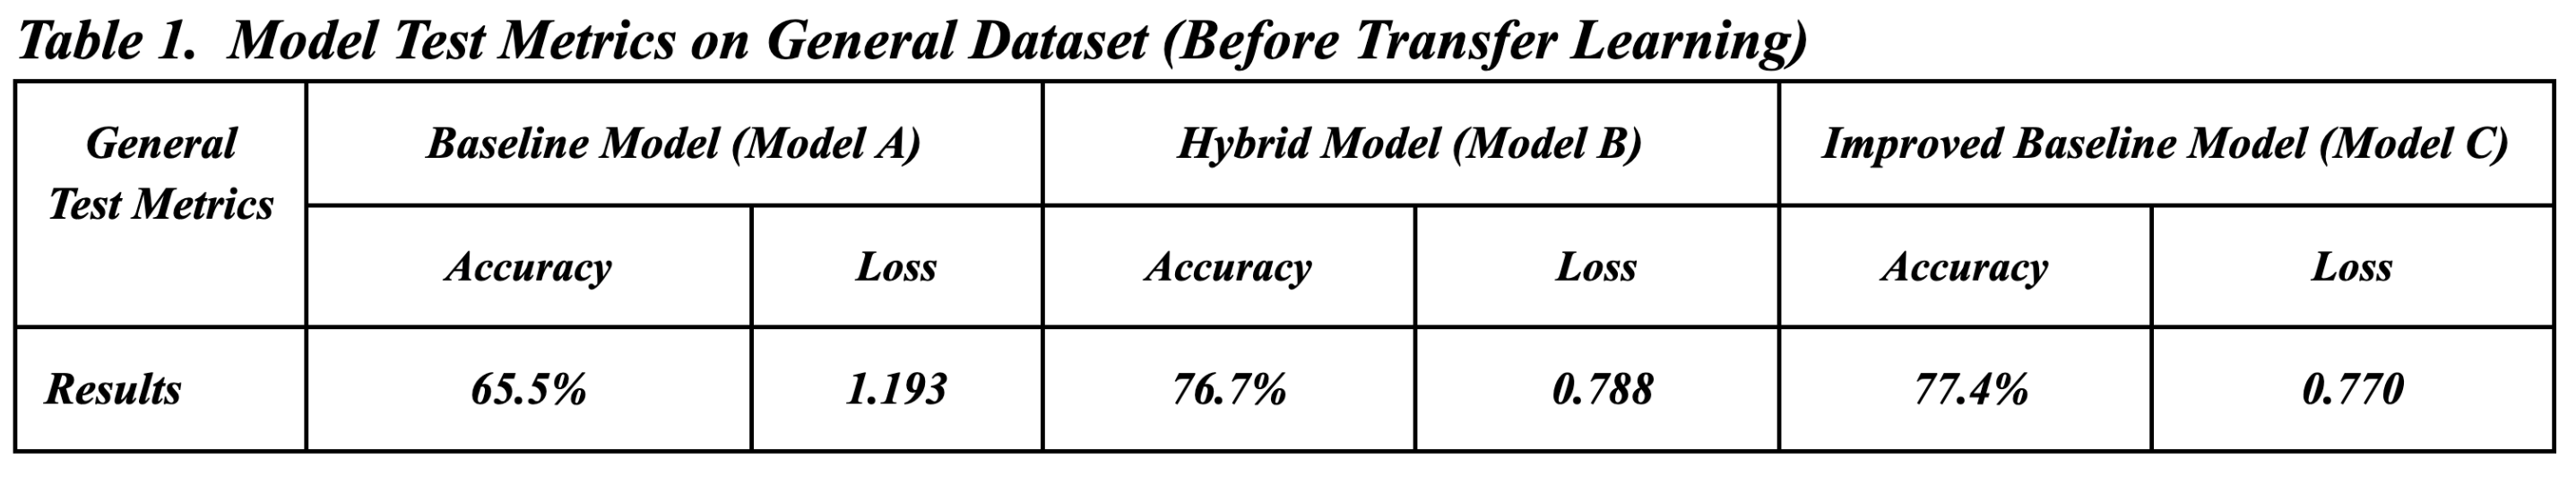 Table 1. Model Test Metrics on General Dataset (Before Transfer Learning)
General
Test Metrics
Baseline Model (Model A)
Hybrid Model (Model B)
Improved Baseline Model (Model C)
Accuracy
Loss
Accuracy
Loss
Accuracy
Loss
Results
65.5%
1.193
76.7%
0.788
77.4%
0.770